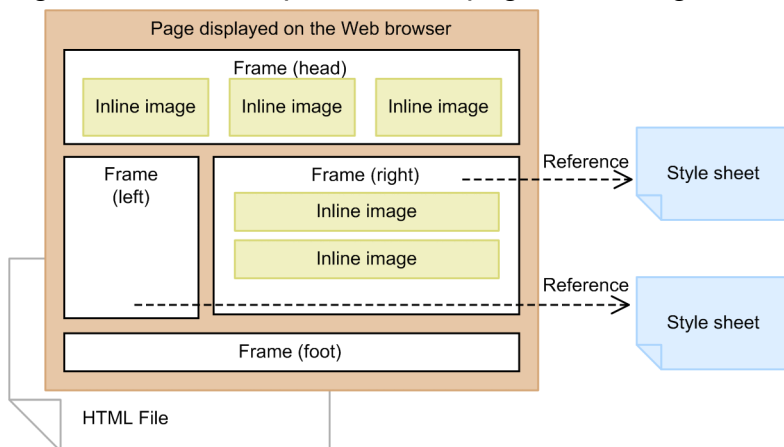 Page displayed on the Web browser
Frame (head)
Inline image Inline image Inline image
Frame
(left)
Frame (right)
Inline image
Inline image
Reference
Style sheet
Reference
Style sheet
Frame (foot)
HTML File